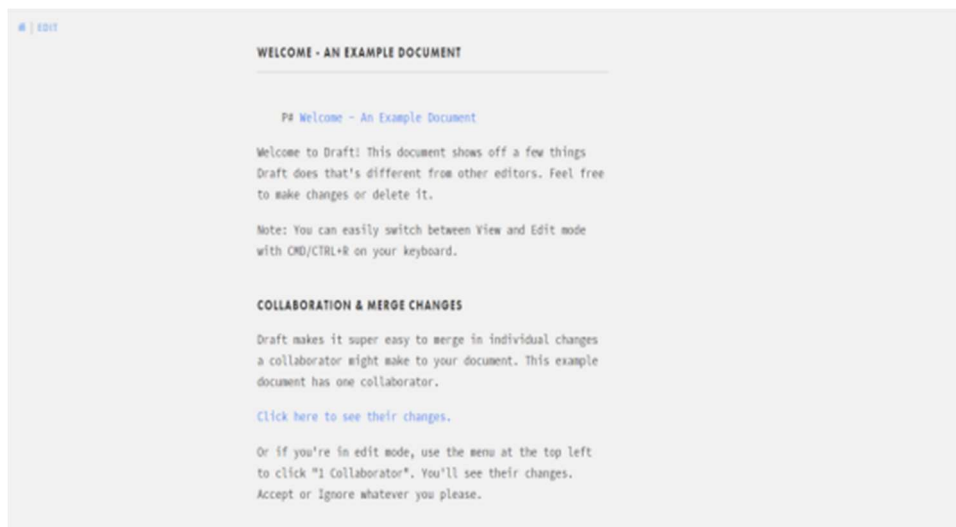 | EDIT
WELCOME - AN EXAMPLE DOCUMENT
P# Welcome - An Example Document
Welcome to Draft! This document shows off a few things
Draft does that's different from other editors. Feel free
to make changes or delete it.
Note: You can easily switch between View and Edit mode
with CMD/CTRL+R on your keyboard.
COLLABORATION & MERGE CHANGES
Draft makes it super easy to merge in individual changes
a collaborator might make to your document. This example
document has one collaborator.
Click here to see their changes.
Or if you're in edit mode, use the menu at the top left
to click "1 Collaborator". You'll see their changes.
Accept or Ignore whatever you please.